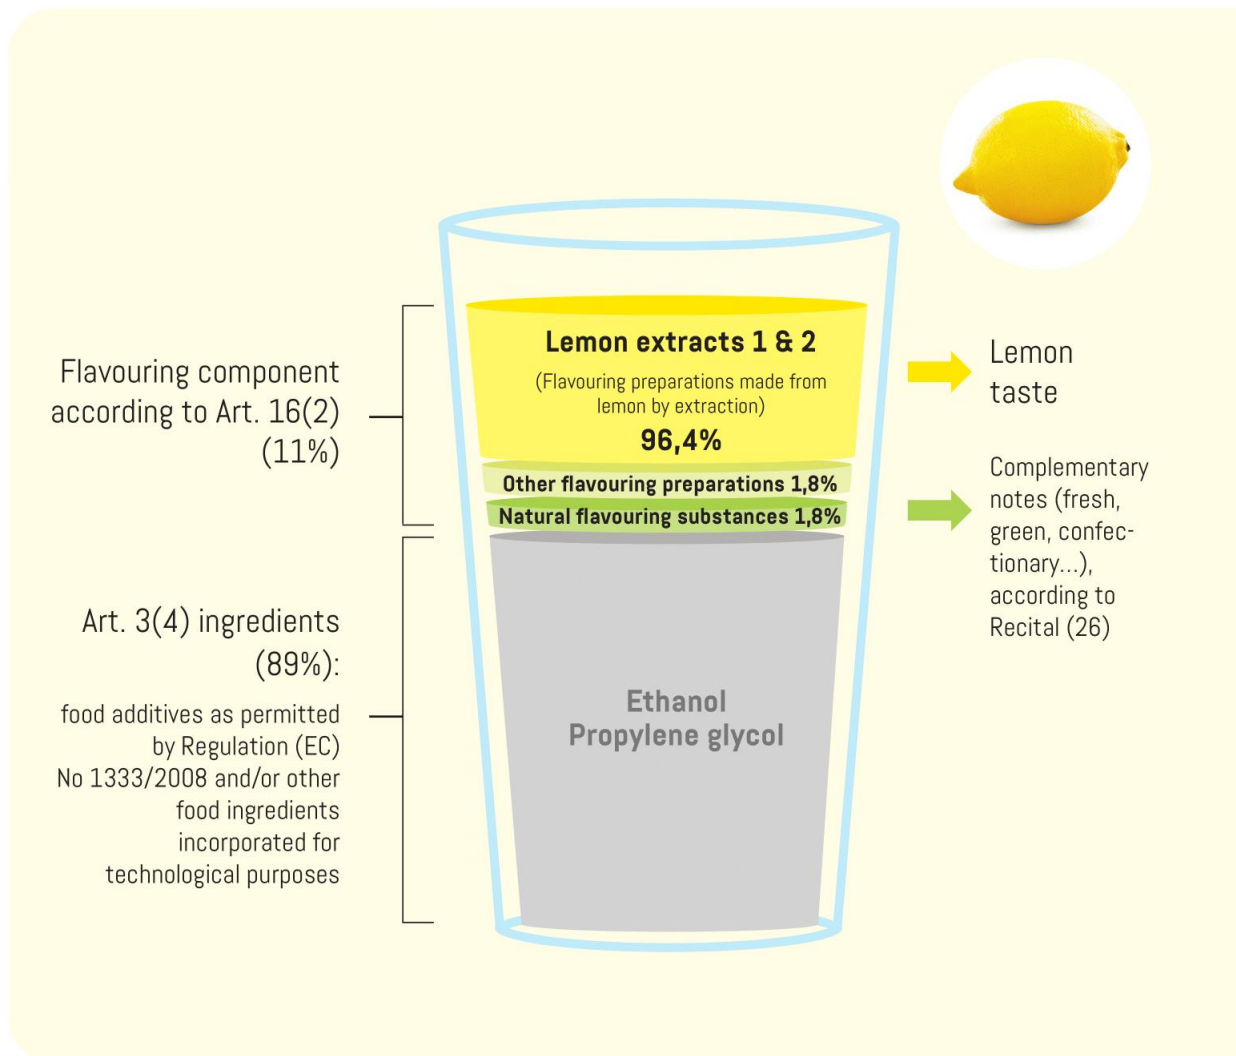 Flavouring component
according to Art. 16(2)
(11%)
Art. 3(4) ingredients
(89%):
food additives as permitted
by Regulation (EC)
No 1333/2008 and/or other
food ingredients
incorporated for
technological purposes
Lemon extracts 1 & 2
(Flavouring preparations made from
lemon by extraction)
96,4%
Other flavouring preparations 1,8%
Natural flavouring substances 1,8%
Ethanol
Propylene glycol
Lemon
taste
Complementary
notes (fresh,
green, confec-
tionary...),
according to
Recital (26)